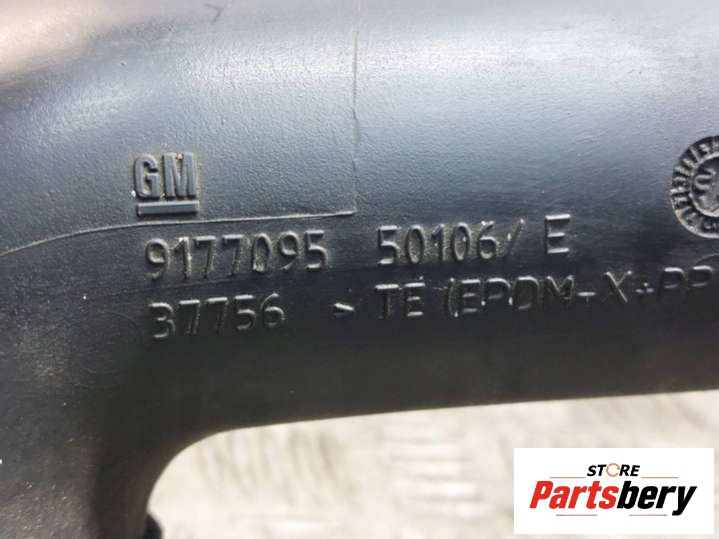 GM
9177095 50106/ E
37756 > TE (EPDM-X+PP
STORE
Partsbery